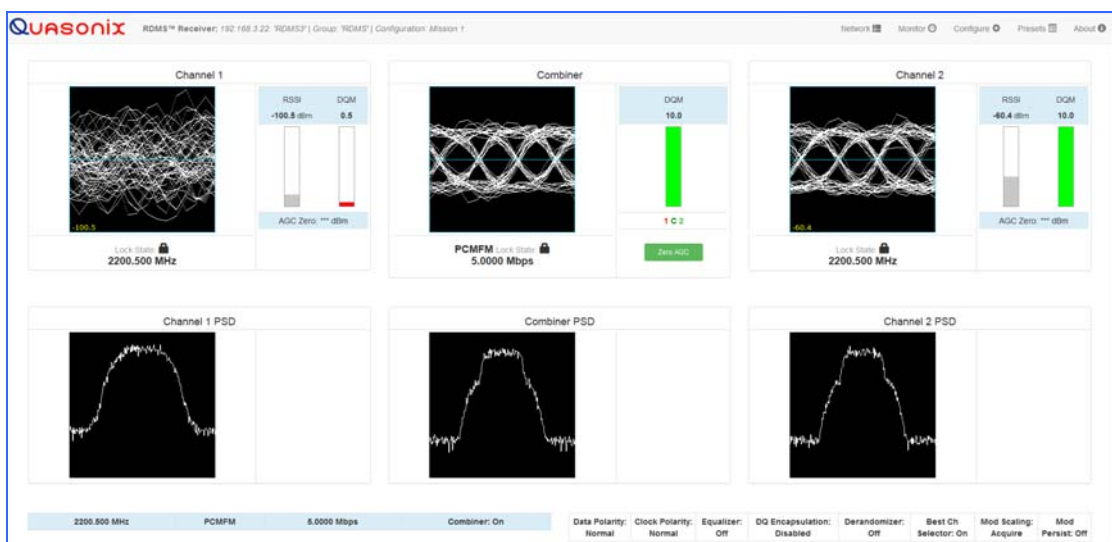 Quasonix RDMS™ Receiver: 192.168.3.22 'RDMS3' | Group: 'RDMS' | Configuration: Mission 1 Network Monitor Configure Presets About
Channel 1
RSSI DQM
-100.5 dBm 0.5
-100.5
AGC Zero: *** dBm
Lock State:
2200.500 MHz
Combiner
DQM
10.0
1 C 2
PCMFM Lock State:
5.0000 Mbps
Zero AGC
Channel 2
RSSI DQM
-60.4 dBm 10.0
-60.4
AGC Zero: *** dBm
Lock State:
2200.500 MHz
Channel 1 PSD
Combiner PSD
Channel 2 PSD
2200.500 MHz PCMFM 5.0000 Mbps Combiner: On
Data Polarity: Clock Polarity: Equalizer: DQ Encapsulation: Derandomizer: Best Ch Mod Scaling: Mod
Normal Normal Off Disabled Off Selector: On Acquire Persist: Off